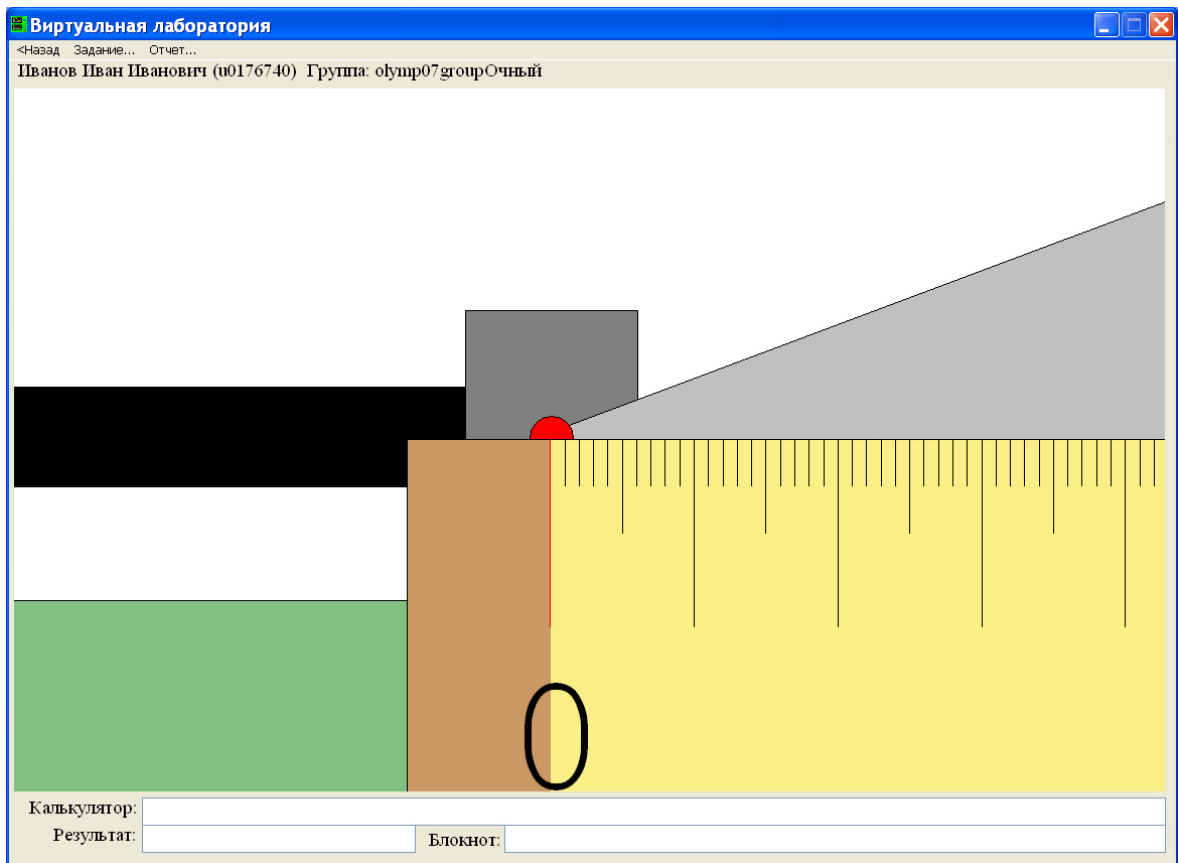 Виртуальная лаборатория
<Назад Задание... Отчет...
Иванов Иван Иванович (u0176740) Группа: olymp07groupОчный
0
Калькулятор:
Результат: Блокнот: